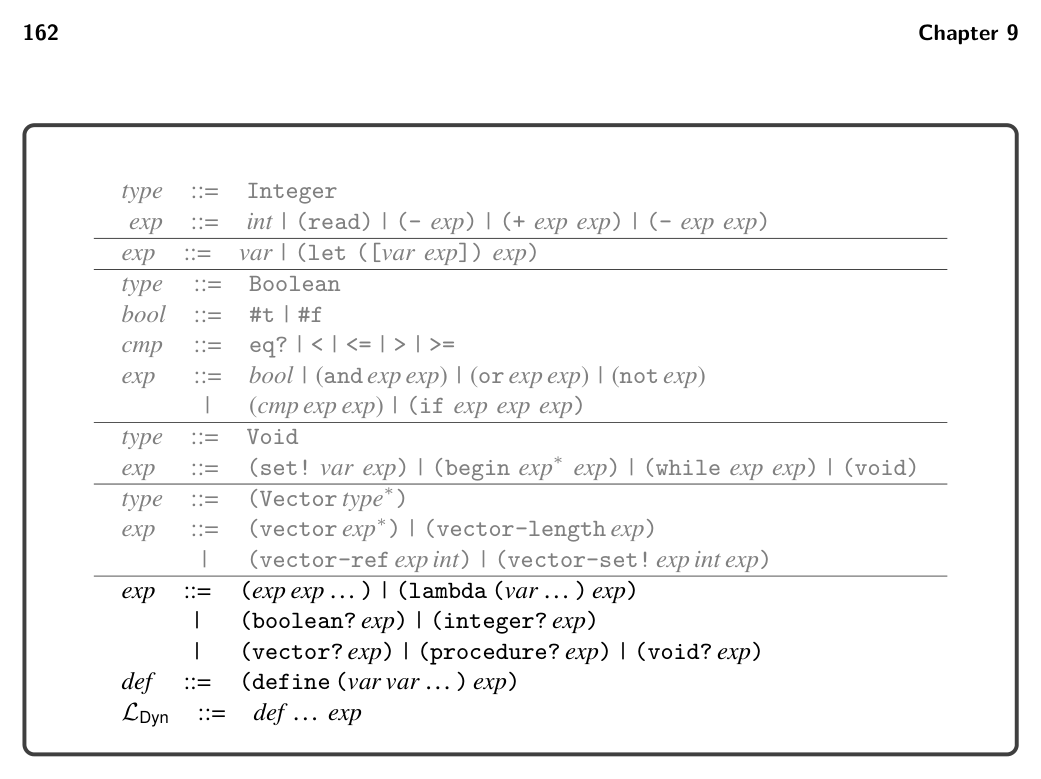 162 Chapter 9
type ::= Integer
exp ::= int | (read) | (- exp) | (+ exp exp) | (- exp exp)
exp ::= var | (let ([var exp]) exp)
type ::= Boolean
bool ::= #t | #f
cmp ::= eq? | < | <= | > | >=
exp ::= bool | (and exp exp) | (or exp exp) | (not exp)
| (cmp exp exp) | (if exp exp exp)
type ::= Void
exp ::= (set! var exp) | (begin exp* exp) | (while exp exp) | (void)
type ::= (Vector type*)
exp ::= (vector exp*) | (vector-length exp)
| (vector-ref exp int) | (vector-set! exp int exp)
exp ::= (exp exp ...) | (lambda (var ...) exp)
| (boolean? exp) | (integer? exp)
| (vector? exp) | (procedure? exp) | (void? exp)
def ::= (define (var var ...) exp)
ℒDyn ::= def ... exp